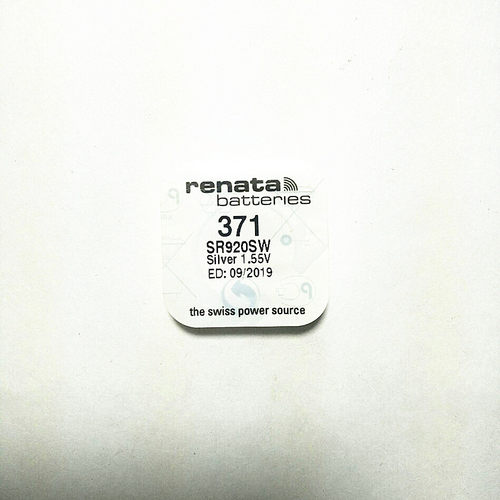 renata
batteries
371
SR920SW
Silver 1.55V
ED: 09/2019
the swiss power source